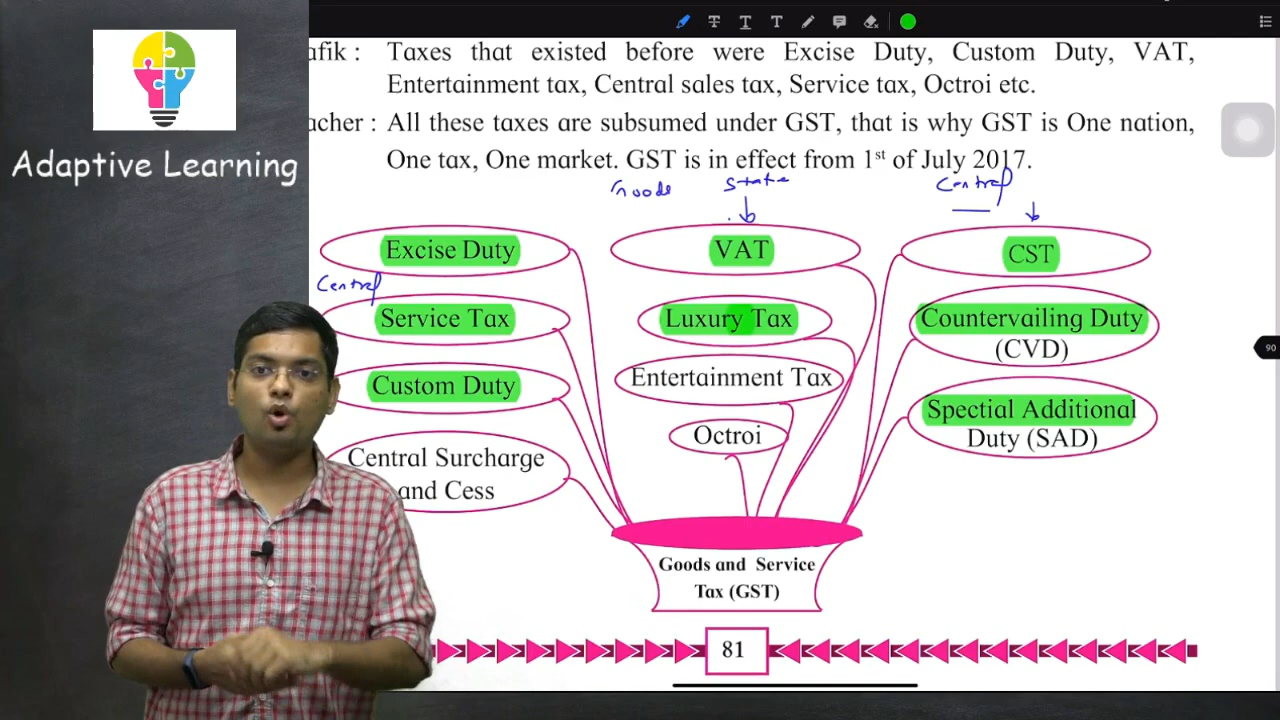 Adaptive Learning
afik : Taxes that existed before were Excise Duty, Custom Duty, VAT,
Entertainment tax, Central sales tax, Service tax, Octroi etc.
acher : All these taxes are subsumed under GST, that is why GST is One nation,
One tax, One market. GST is in effect from 1st of July 2017.
Goods State Central
Excise Duty VAT CST
Central
Service Tax Luxury Tax Countervailing Duty
(CVD)
Custom Duty Entertainment Tax Spectial Additional
Duty (SAD)
Octroi
Central Surcharge
and Cess
Goods and Service
Tax (GST)
81
90